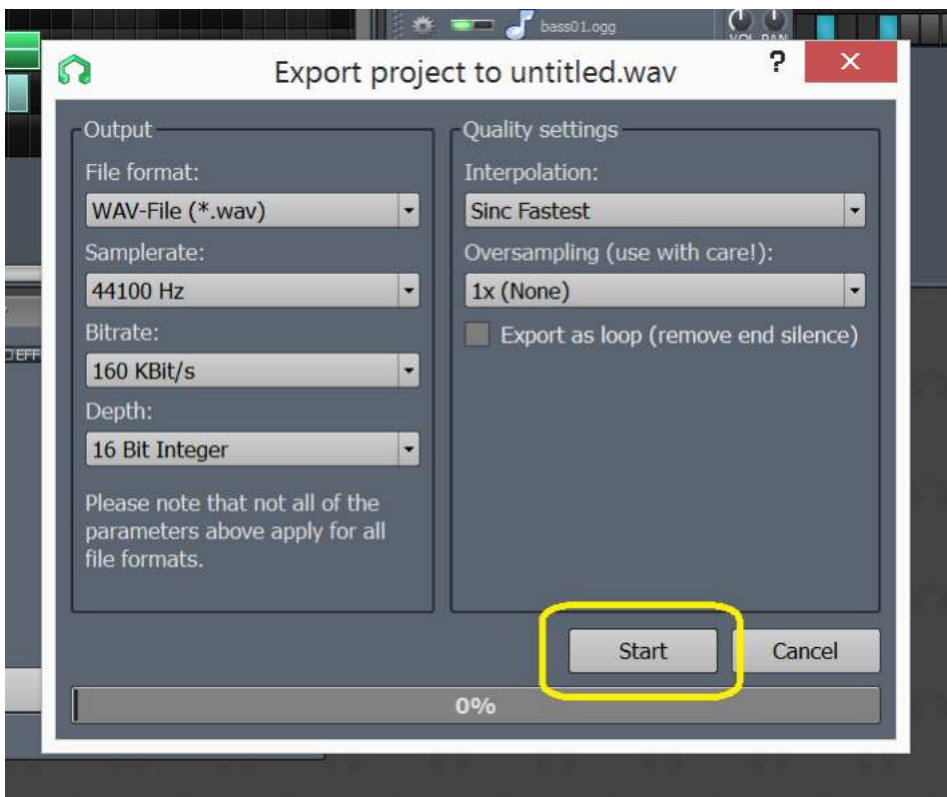 bass01.ogg
VOL PAN
Export project to untitled.wav
?
Output
File format:
WAV-File (*.wav)
Samplerate:
44100 Hz
Bitrate:
160 KBit/s
Depth:
16 Bit Integer
Please note that not all of the
parameters above apply for all
file formats.
Quality settings
Interpolation:
Sinc Fastest
Oversampling (use with care!):
1x (None)
Export as loop (remove end silence)
Start
Cancel
0%